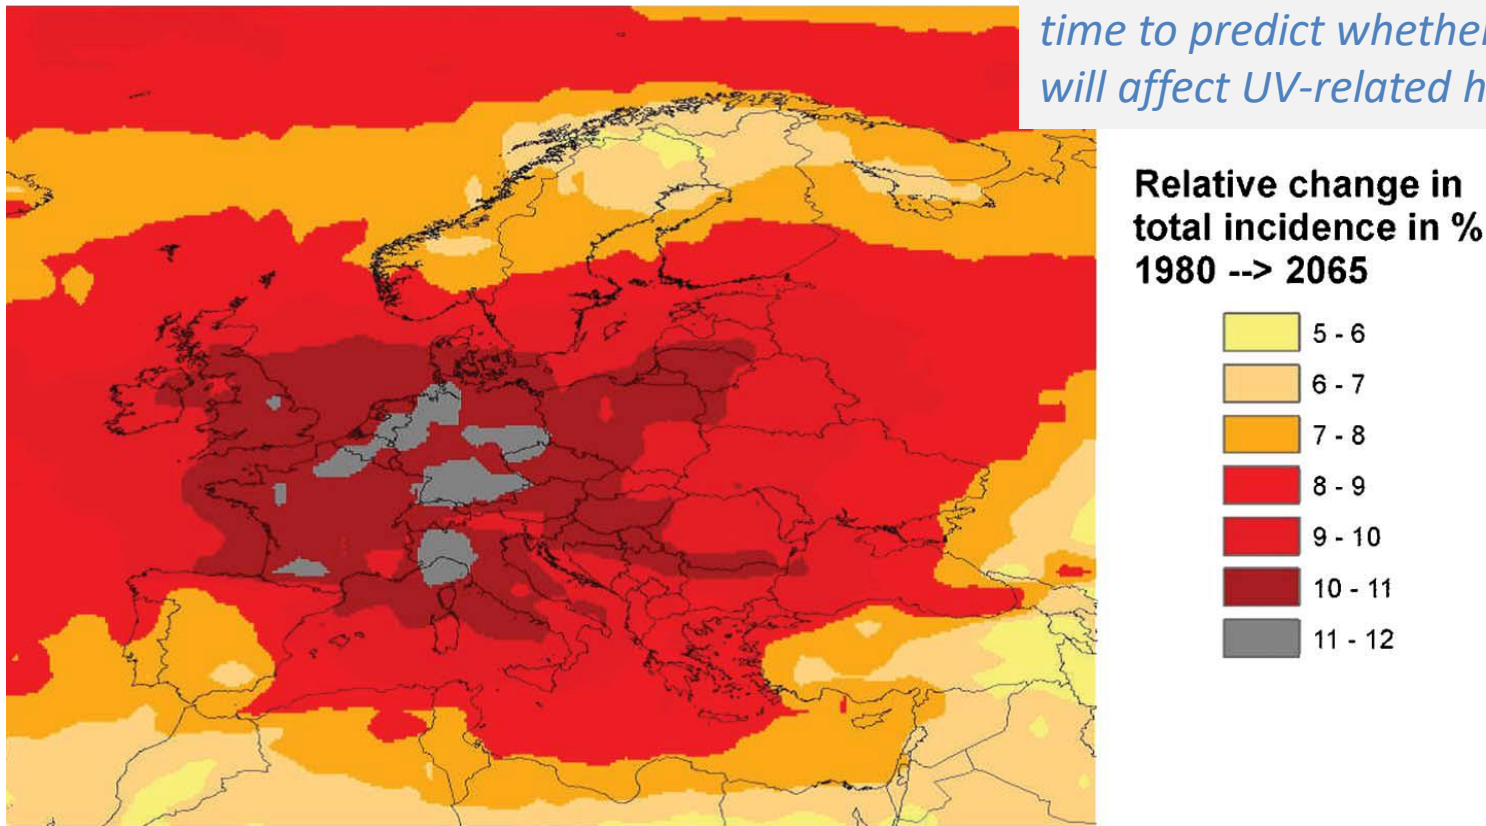 time to predict whether
will affect UV-related h
Relative change in
total incidence in %
1980 --> 2065
5 - 6
6 - 7
7 - 8
8 - 9
9 - 10
10 - 11
11 - 12